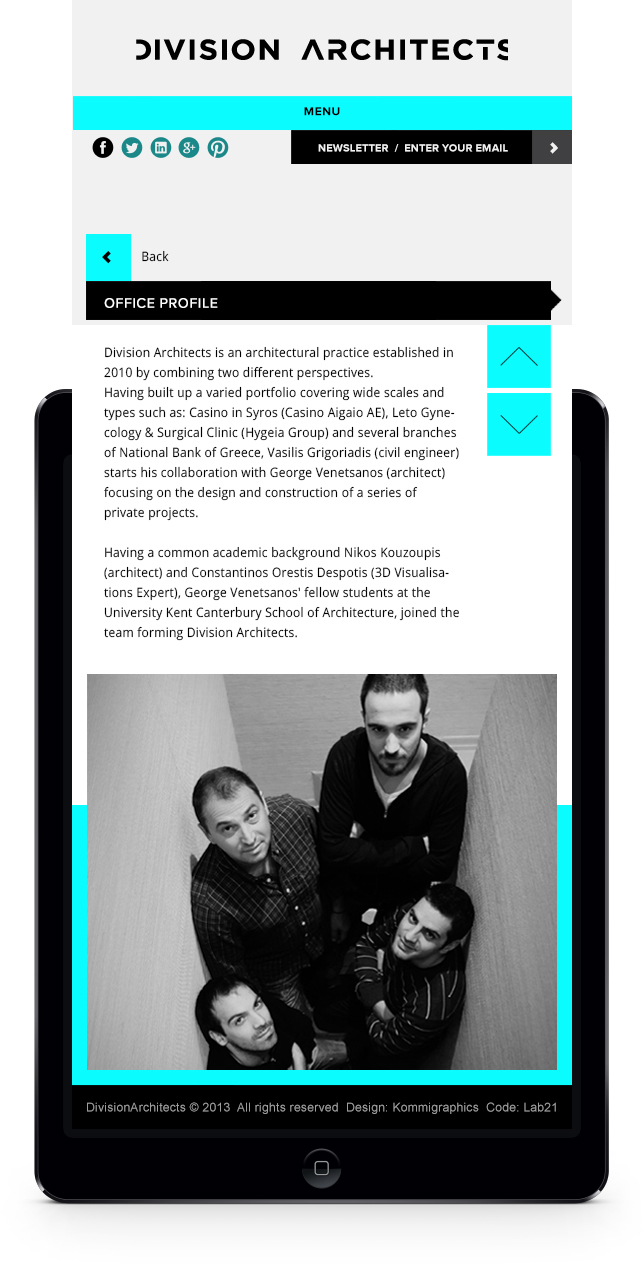 DIVISION ARCHITECTS
MENU
NEWSLETTER / ENTER YOUR EMAIL
Back
OFFICE PROFILE
Division Architects is an architectural practice established in
2010 by combining two different perspectives.
Having built up a varied portfolio covering wide scales and
types such as: Casino in Syros (Casino Aigaio AE), Leto Gyne-
cology & Surgical Clinic (Hygeia Group) and several branches
of National Bank of Greece, Vasilis Grigoriadis (civil engineer)
starts his collaboration with George Venetsanos (architect)
focusing on the design and construction of a series of
private projects.
Having a common academic background Nikos Kouzoupis
(architect) and Constantinos Orestis Despotis (3D Visualisa-
tions Expert), George Venetsanos' fellow students at the
University Kent Canterbury School of Architecture, joined the
team forming Division Architects.
DivisionArchitects © 2013 All rights reserved Design: Kommigraphics Code: Lab21